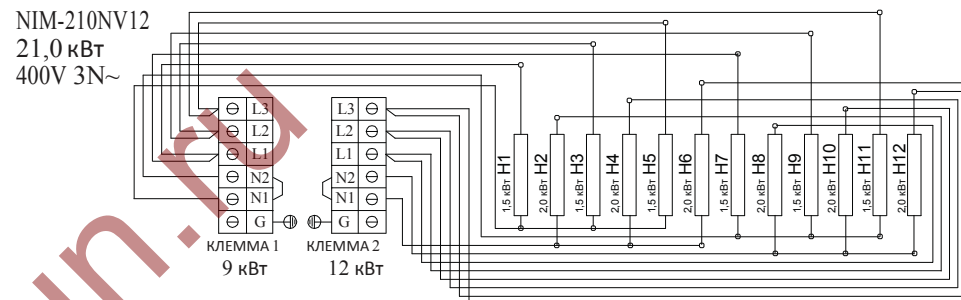 NIM-210NV12
21,0 кВт
400V 3N~
L3
L2
L1
N2
N1
G
КЛЕММА 1
9 кВт
L3
L2
L1
N2
N1
G
КЛЕММА 2
12 кВт
1,5 кВт H1
2,0 кВт H2
1,5 кВт H3
2,0 кВт H4
1,5 кВт H5
2,0 кВт H6
1,5 кВт H7
2,0 кВт H8
1,5 кВт H9
2,0 кВт H10
1,5 кВт H11
2,0 кВт H12
un.ru